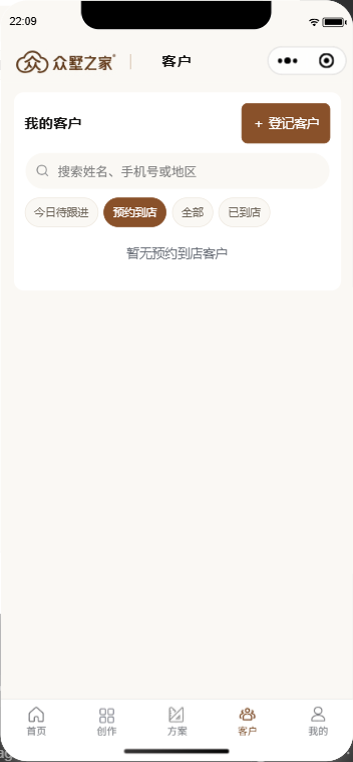 22:09
众墅之家
客户
我的客户
+ 登记客户
搜索姓名、手机号或地区
今日待跟进 预约到店 全部 已到店
暂无预约到店客户
首页 创作 方案 客户 我的